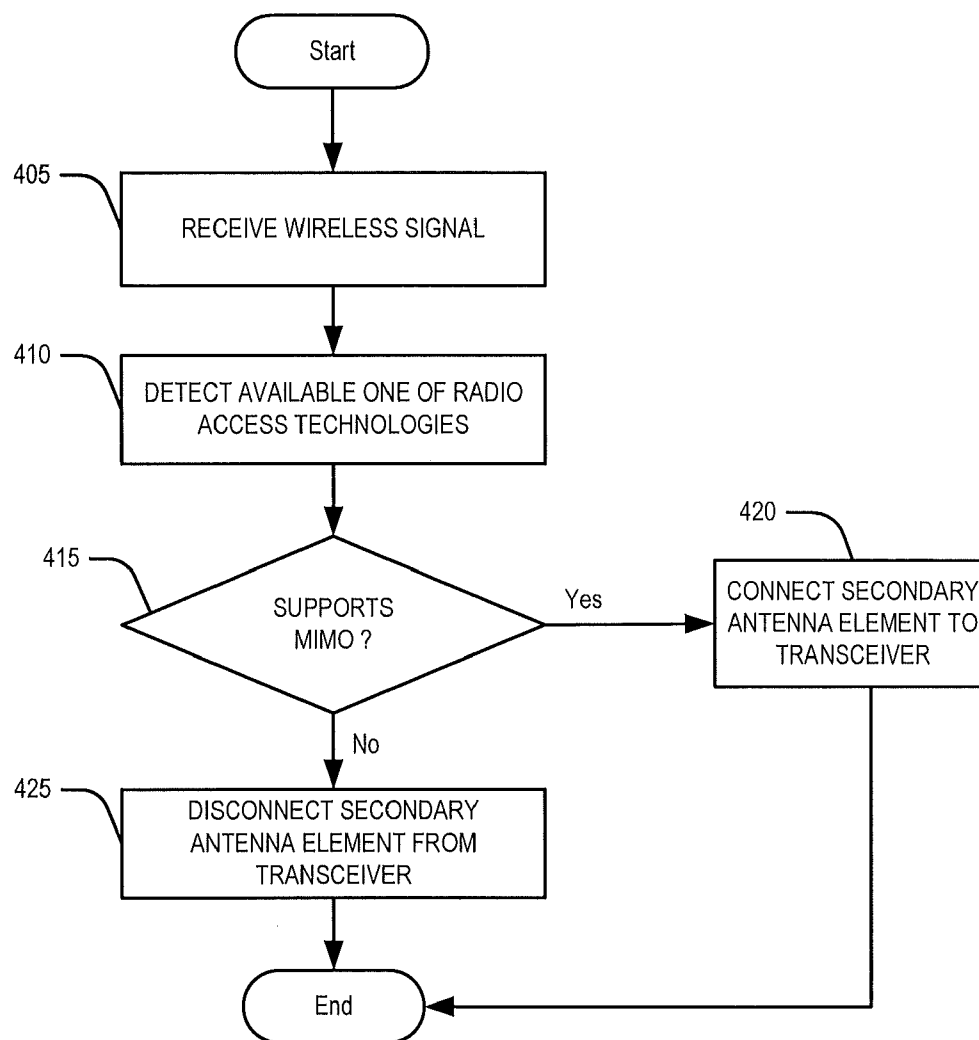 Start
405
RECEIVE WIRELESS SIGNAL
410
DETECT AVAILABLE ONE OF RADIO
ACCESS TECHNOLOGIES
415
SUPPORTS
MIMO ?
Yes
420
CONNECT SECONDARY
ANTENNA ELEMENT TO
TRANSCEIVER
No
425
DISCONNECT SECONDARY
ANTENNA ELEMENT FROM
TRANSCEIVER
End